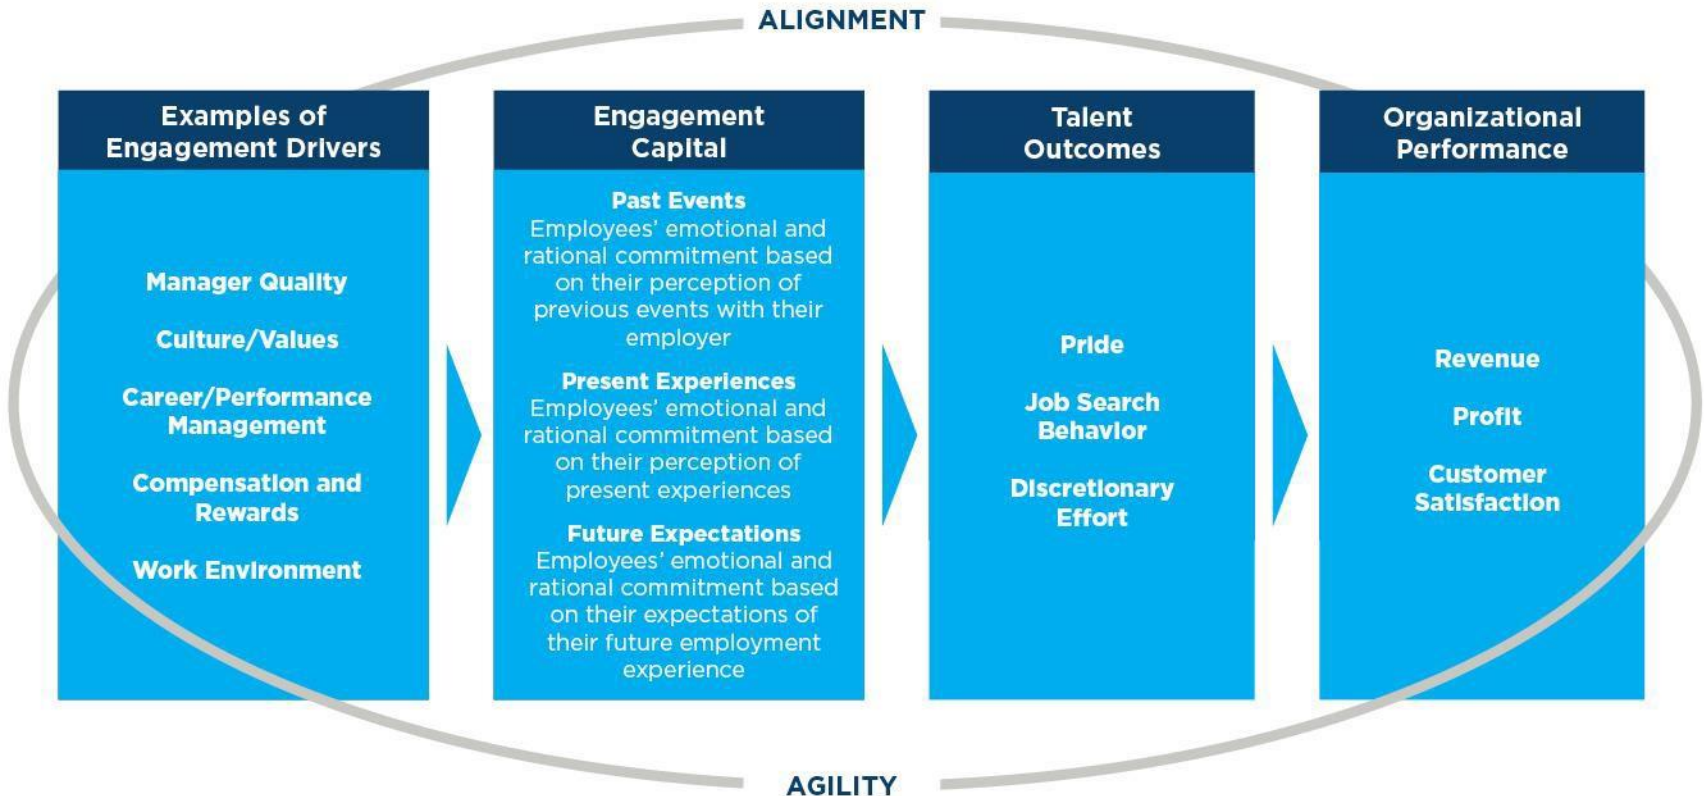 ALIGNMENT
Examples of
Engagement Drivers
Manager Quality
Culture/Values
Career/Performance
Management
Compensation and
Rewards
Work Environment
Engagement
Capital
Past Events
Employees’ emotional and
rational commitment based
on their perception of
previous events with their
employer
Present Experiences
Employees’ emotional and
rational commitment based
on their perception of
present experiences
Future Expectations
Employees’ emotional and
rational commitment based
on their expectations of
their future employment
experience
Talent
Outcomes
Pride
Job Search
Behavior
Discretionary
Effort
Organizational
Performance
Revenue
Profit
Customer
Satisfaction
AGILITY